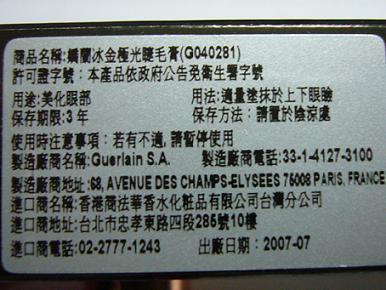 商品名稱:嬌蘭冰金極光睫毛膏(G040281)
許可證字號:本產品依政府公告免衛生署字號
用途:美化眼部 用法:適量塗抹於上下眼瞼
保存期限:3年 保存方法:請置於陰涼處
使用時注意事項:若有不適,請暫停使用
製造廠商名稱:Guerlain S.A. 製造廠商電話:33-1-4127-3100
製造廠商地址:68, AVENUE DES CHAMPS-ELYSEES 75008 PARIS, FRANCE
進口商名稱:香港商法華香水化粧品有限公司台灣分公司
進口商地址:台北市忠孝東路四段285號10樓
進口商電話:02-2777-1243 出廠日期:2007-07